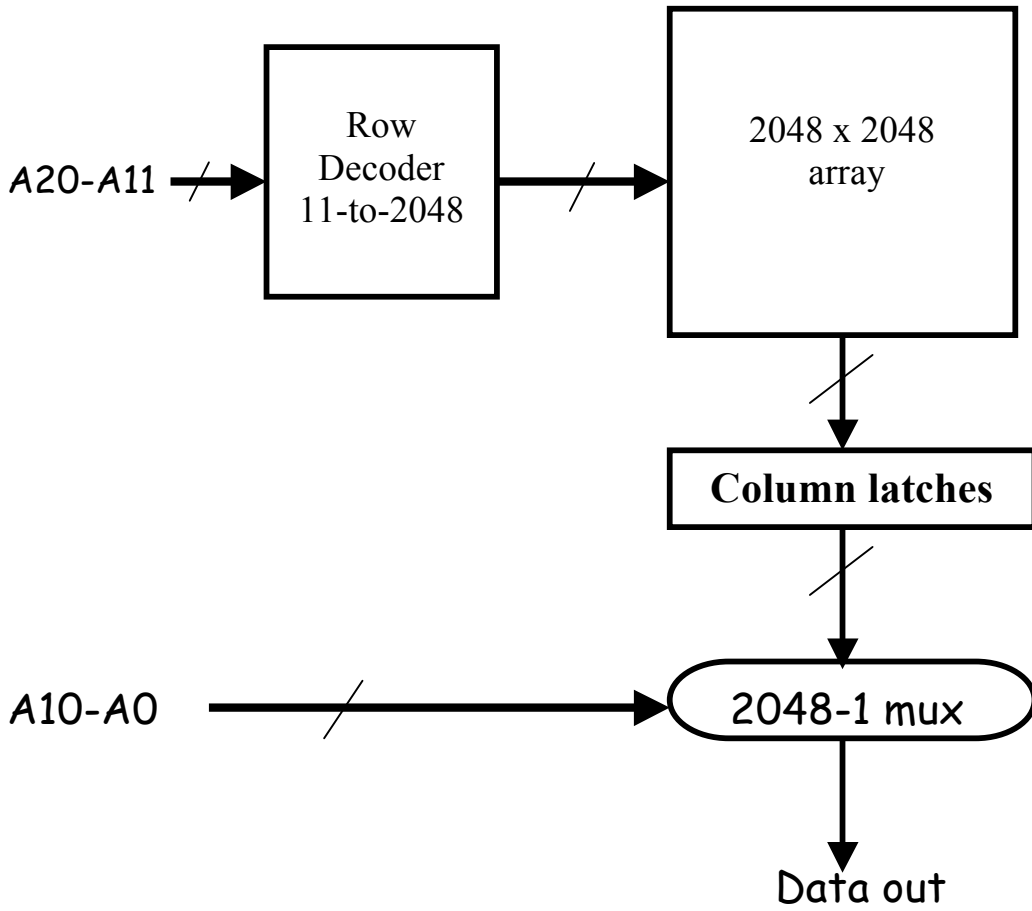 A20-A11
Row
Decoder
11-to-2048
2048 x 2048
array
Column latches
A10-A0
2048-1 mux
Data out